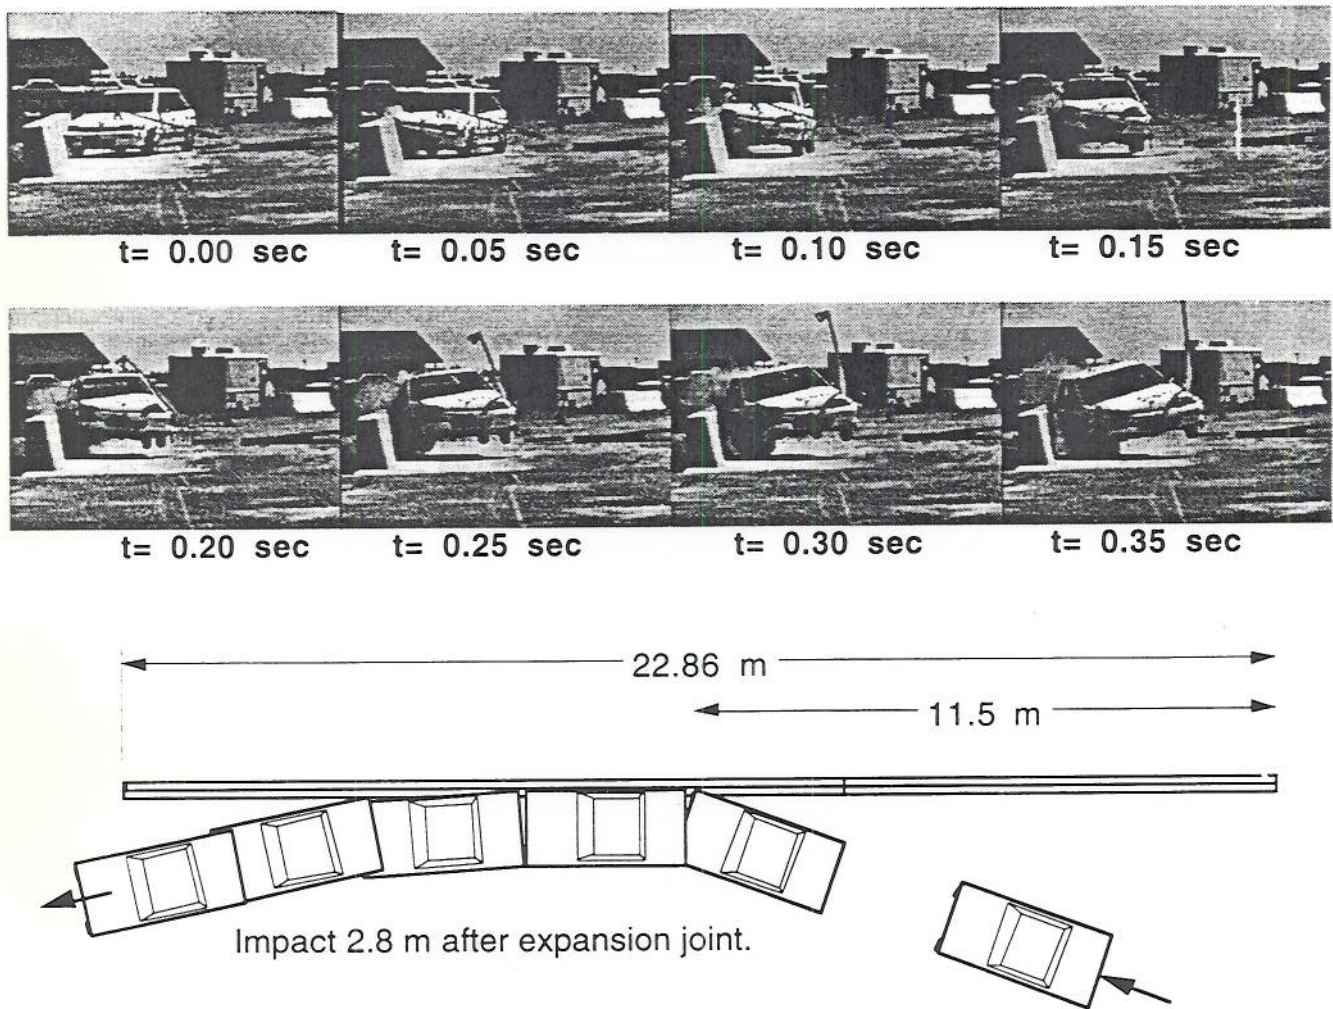 t= 0.00 sec
t= 0.05 sec
t= 0.10 sec
t= 0.15 sec
t= 0.20 sec
t= 0.25 sec
t= 0.30 sec
t= 0.35 sec
22.86 m
11.5 m
Impact 2.8 m after expansion joint.